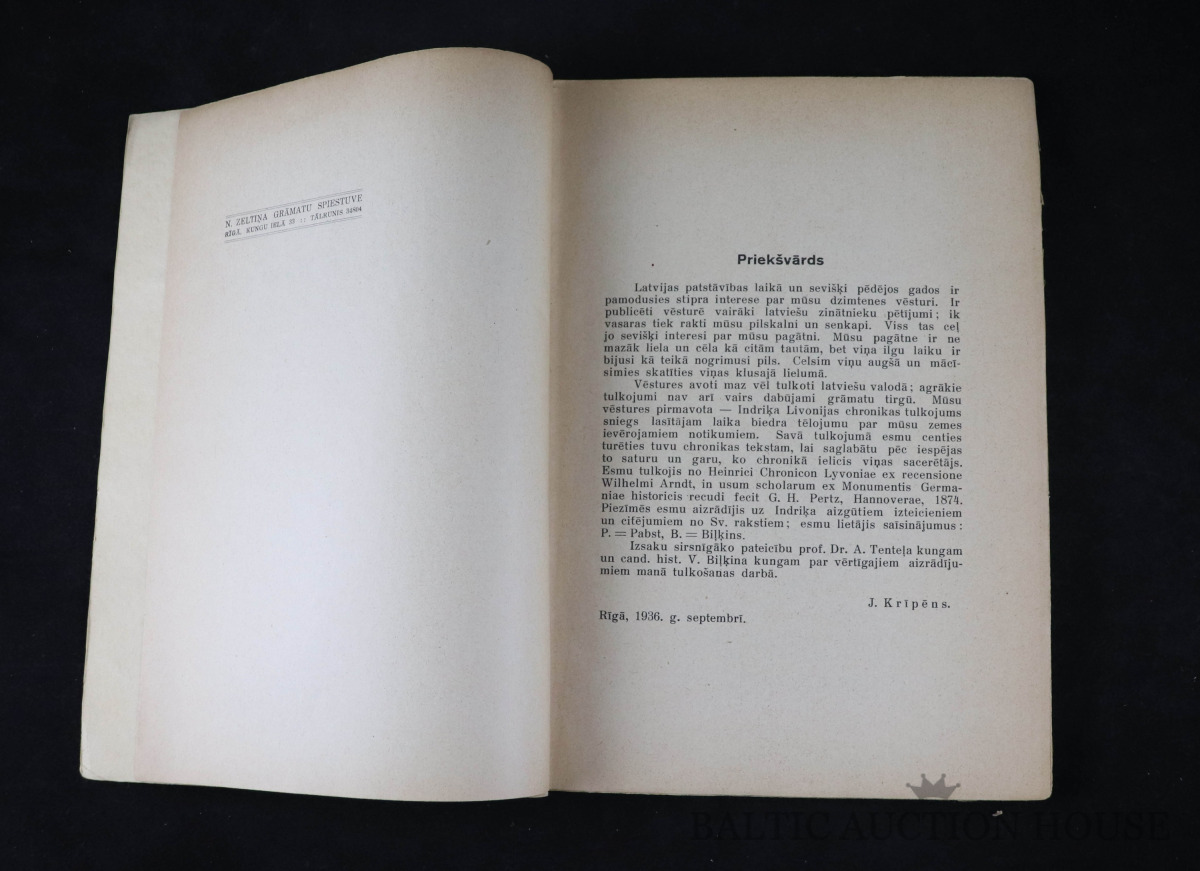 N. ZELTIŅA GRĀMATU SPIESTUVE
RĪGĀ, KUNGU IELĀ :: TĀLRUNIS 34804
Priekšvārds
Latvijas patstāvības laikā un sevišķi pēdējos gados ir
pamodusies stipra interese par mūsu dzimtenes vēsturi. Ir
publicēti vēsturē vairāki latviešu zinātnieku pētījumi; ik
vasaras tiek rakti mūsu pilskalni un senkapi. Viss tas ceļ
jo sevišķi interesi par mūsu pagātni. Mūsu pagātne ir ne
mazāk liela un cēla kā citām tautām, bet viņa ilgu laiku ir
bijusi kā teikā nogrimusi pils. Celsim viņu augšā un mācī-
simies skatīties viņas klusajā lielumā.
Vēstures avoti maz vēl tulkoti latviešu valodā; agrākie
tulkojumi nav arī vairs dabūjami grāmatu tirgū. Mūsu
vēstures pirmavota — Indriķa Livonijas chronikas tulkojums
sniegs lasītājam laika biedra tēlojumu par mūsu zemes
ievērojamiem notikumiem. Savā tulkojumā esmu centies
turēties tuvu chronikas tekstam, lai saglabātu pēc iespējas
to saturu un garu, ko chronikā ielicis viņas sacerētājs.
Esmu tulkojis no Heinrici Chronicon Lyvoniae ex recensione
Wilhelmi Arndt, in usum scholarum ex Monumentis Germa-
niae historicis recudi fecit G. H. Pertz, Hannoverae, 1874.
Piezīmēs esmu aizrādījis uz Indriķa aizgūtiem izteicieniem
un citējumiem no Sv. rakstiem; esmu lietājis saīsinājumus:
P. = Pabst, B. = Biļķins.
Izsaku sirsnīgāko pateicību prof. Dr. A. Tenteļa kungam
un cand. hist. V. Biļķina kungam par vērtīgajiem aizrādīju-
miem manā tulkošanas darbā.
J. Krīpēns.
Rīgā, 1936. g. septembrī.
BALTIC AUCTION HOUSE